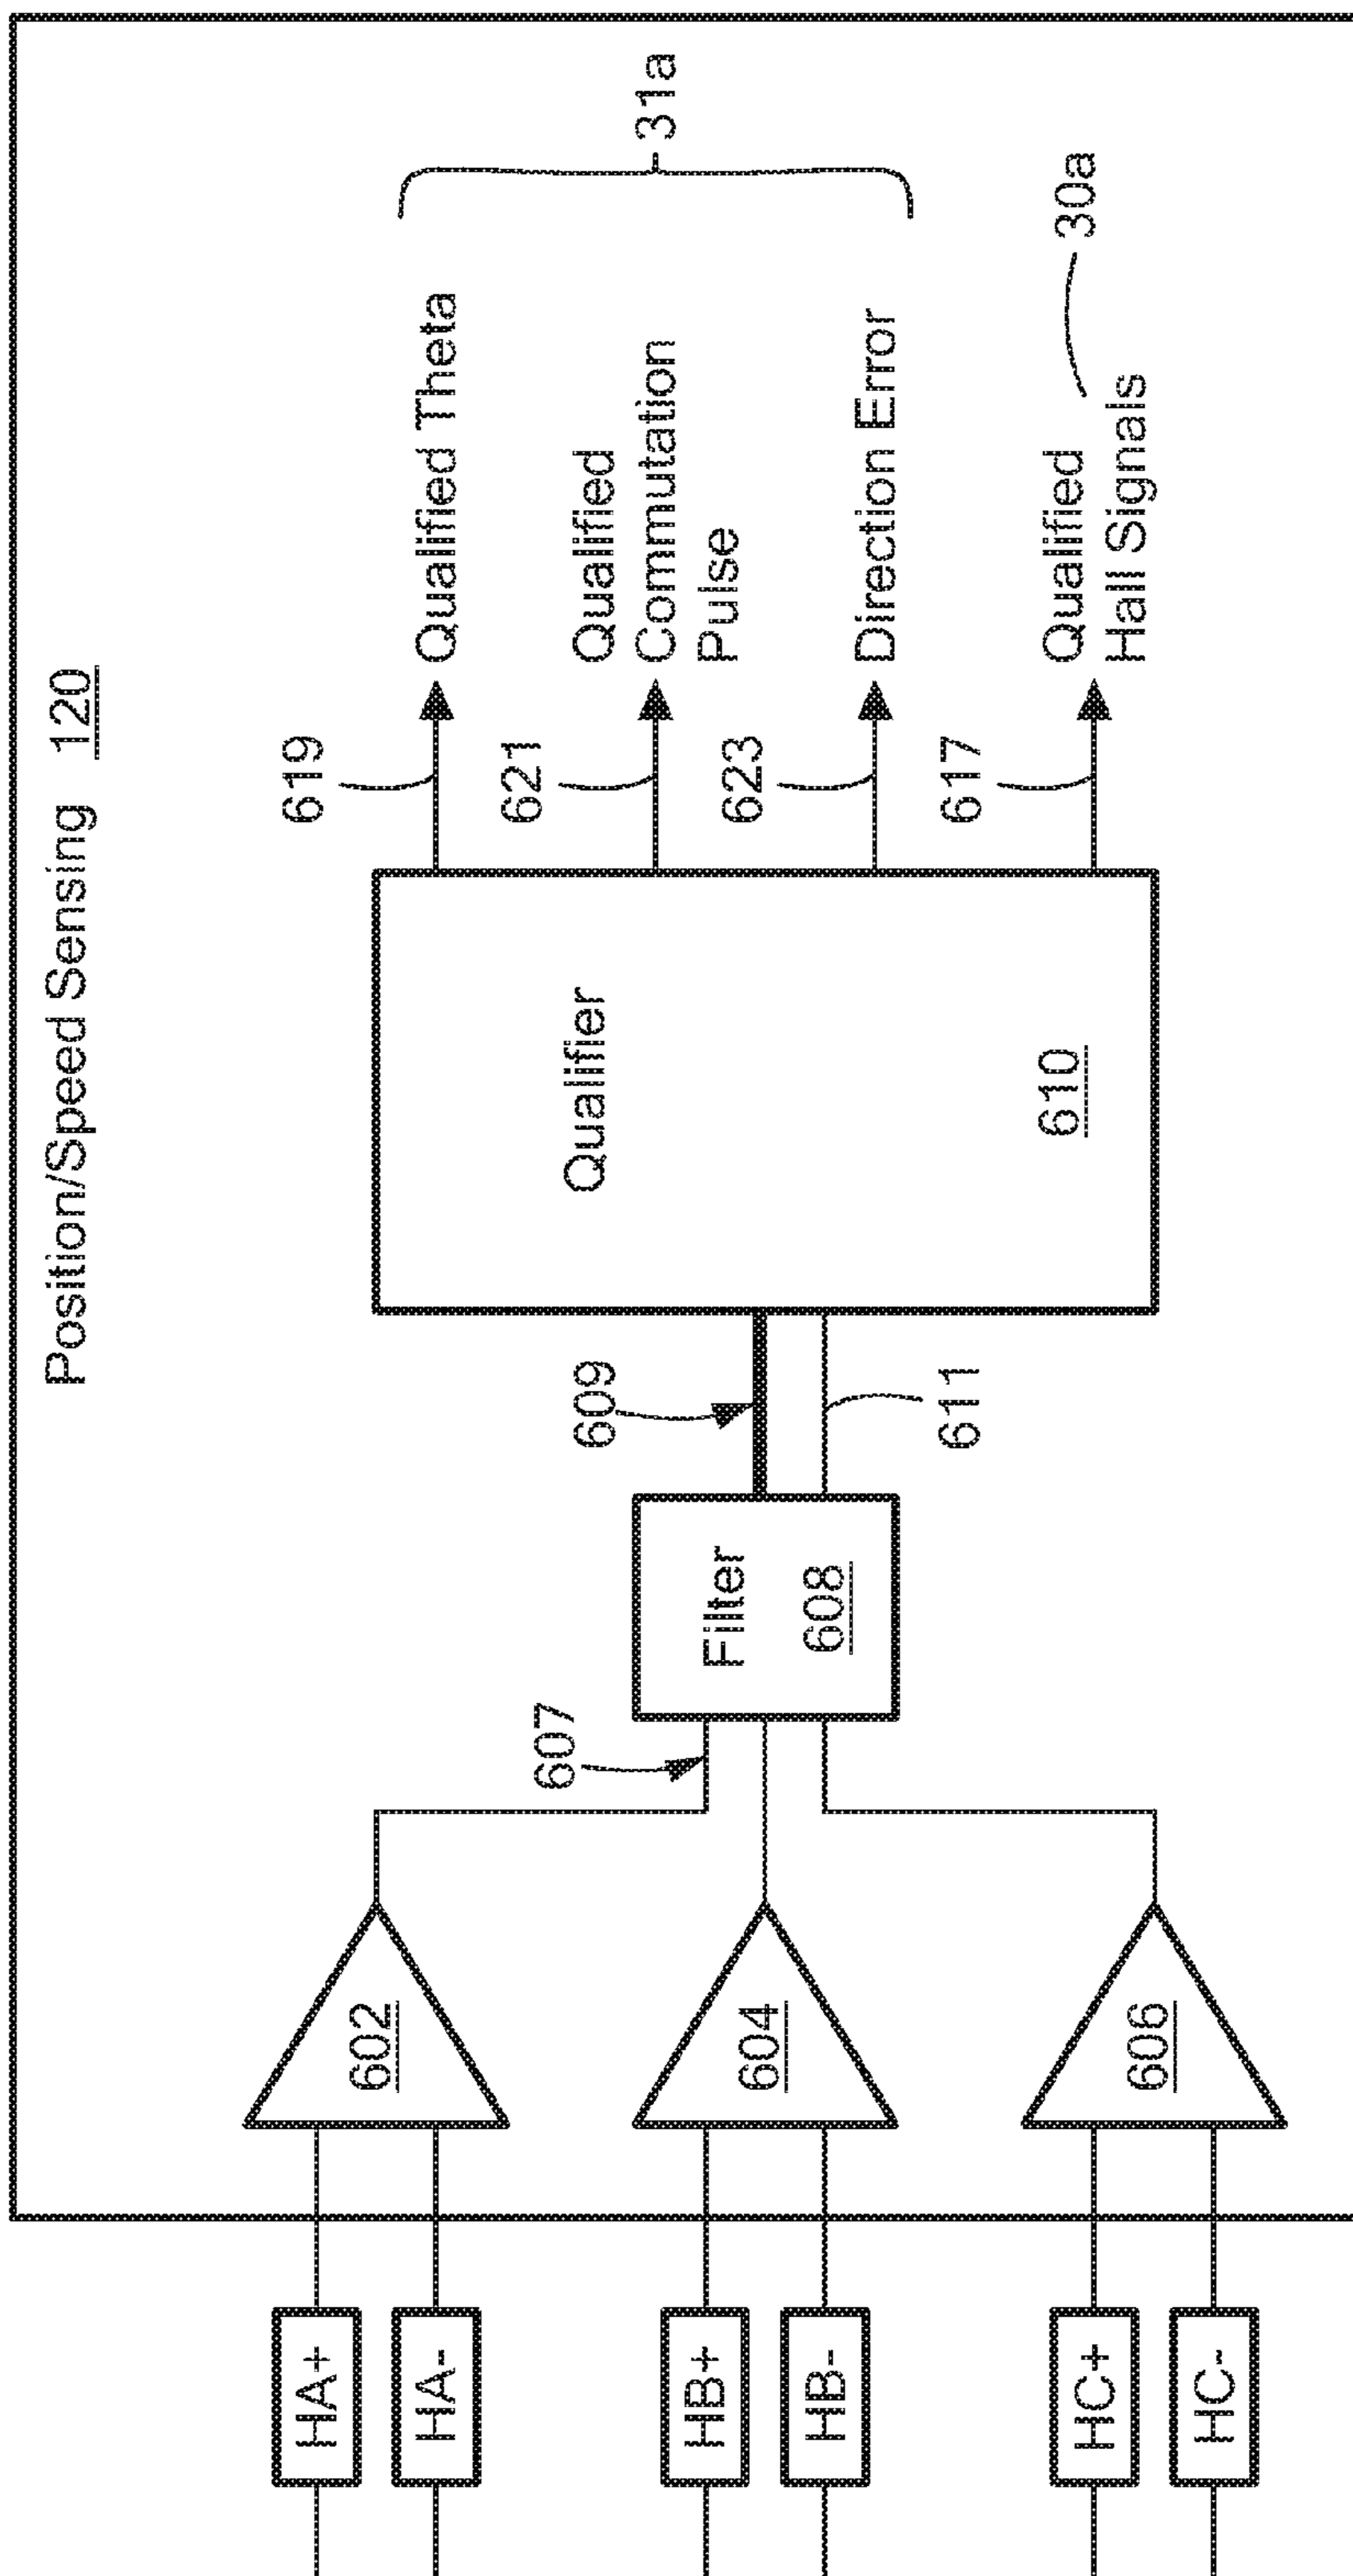 Position/Speed Sensing 120
HA+
HA-
HB+
HB-
HC+
HC-
602
604
606
607
Filter
608
609
611
Qualifier
610
619
621
623
617
Qualified Theta
Qualified
Commutation
Pulse
Direction Error
Qualified
Hall Signals
31a
30a